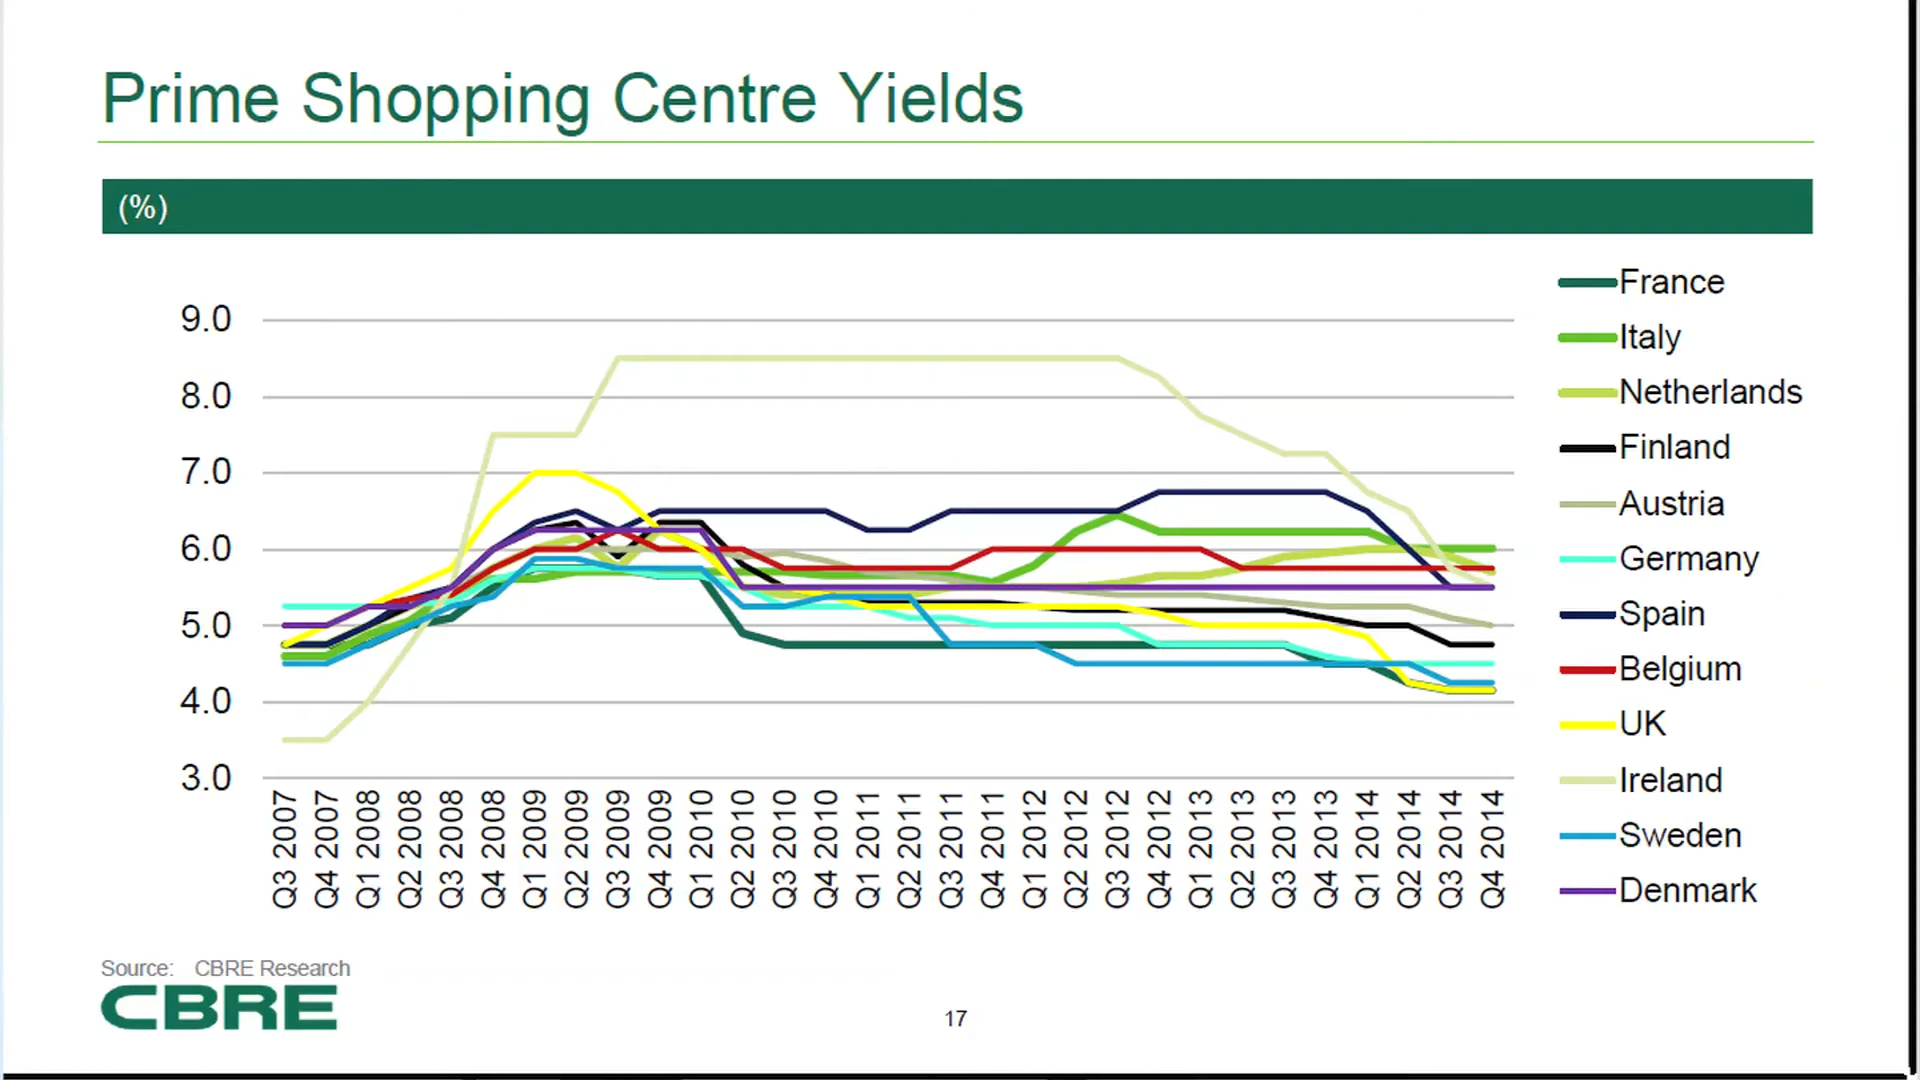 Prime Shopping Centre Yields
(%)
9.0
8.0
7.0
6.0
5.0
4.0
3.0
Q3 2007
Q4 2007
Q1 2008
Q2 2008
Q3 2008
Q4 2008
Q1 2009
Q2 2009
Q3 2009
Q4 2009
Q1 2010
Q2 2010
Q3 2010
Q4 2010
Q1 2011
Q2 2011
Q3 2011
Q4 2011
Q1 2012
Q2 2012
Q3 2012
Q4 2012
Q1 2013
Q2 2013
Q3 2013
Q4 2013
Q1 2014
Q2 2014
Q3 2014
Q4 2014
France
Italy
Netherlands
Finland
Austria
Germany
Spain
Belgium
UK
Ireland
Sweden
Denmark
Source: CBRE Research
CBRE
17